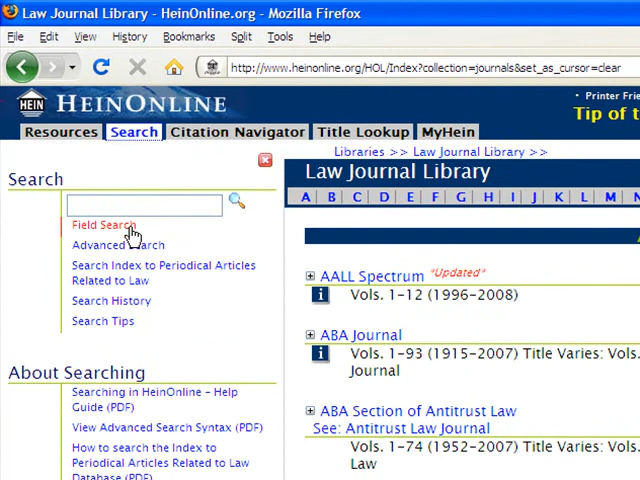 Law Journal Library - HeinOnline.org - Mozilla Firefox
File Edit View History Bookmarks Split Tools Help
http://www.heinonline.org/HOL/Index?collection=journals&set_as_cursor=clear
HEIN HEINONLINE
• Printer Frie
Tip of t
Resources Search Citation Navigator Title Lookup MyHein
Libraries >> Law Journal Library >>
Search
Law Journal Library
A B C D E F G H I J K L M N
Field Search
Advanced Search
Search Index to Periodical Articles
Related to Law
Search History
Search Tips
About Searching
Searching in HeinOnline - Help
Guide (PDF)
View Advanced Search Syntax (PDF)
How to search the Index to
Periodical Articles Related to Law
Database (PDF)
AALL Spectrum *Updated*
i Vols. 1-12 (1996-2008)
ABA Journal
i Vols. 1-93 (1915-2007) Title Varies: Vols.
Journal
ABA Section of Antitrust Law
See: Antitrust Law Journal
Vols. 1-74 (1952-2007) Title Varies: Vol
Law